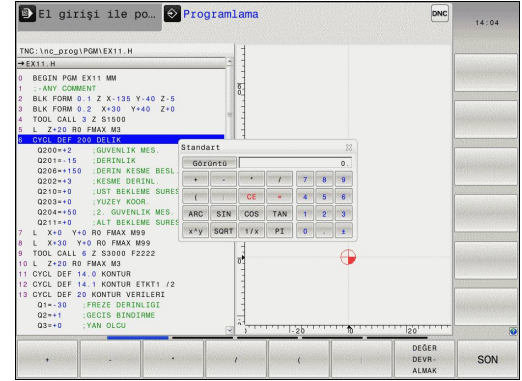 El girişi ile po... Programlama
DNC
14:04
TNC:\nc_prog\PGM\EX11.H
→EX11.H
0 BEGIN PGM EX11 MM
1 ;-ANY COMMENT
2 BLK FORM 0.1 Z X-135 Y-40 Z-5
3 BLK FORM 0.2 X+30 Y+40 Z+0
4 TOOL CALL 3 Z S1500
5 L Z+20 R0 FMAX M3
6 CYCL DEF 200 DELIK
Q200=+2 ;GUVENLIK MES.
Q201=-15 ;DERINLIK
Q206=+150 ;DERIN KESME BESL.
Q202=+3 ;KESME DERINL.
Q210=+0 ;UST BEKLEME SURES
Q203=+0 ;YUZEY KOOR.
Q204=+50 ;2. GUVENLIK MES.
Q211=+0 ;ALT BEKLEME SURES
7 L X+0 Y+0 R0 FMAX M99
8 L X+30 Y+0 R0 FMAX M99
9 TOOL CALL 6 Z S3000 F2222
10 L Z+20 R0 FMAX M3
11 CYCL DEF 14.0 KONTUR
12 CYCL DEF 14.1 KONTUR ETKT1 /2
13 CYCL DEF 20 KONTUR VERILERI
Q1=-30 ;FREZE DERINLIGI
Q2=+1 ;GECIS BINDIRME
Q3=+0 ;YAN OLCU
Standart
Görüntü 0.
+ - * / 7 8 9
( ) CE = 4 5 6
ARC SIN COS TAN 1 2 3
x^y SQRT 1/x PI 0 . ±
-20 0 20
+ - * / ( )
DEĞER
DEVR-
ALMAK
SON